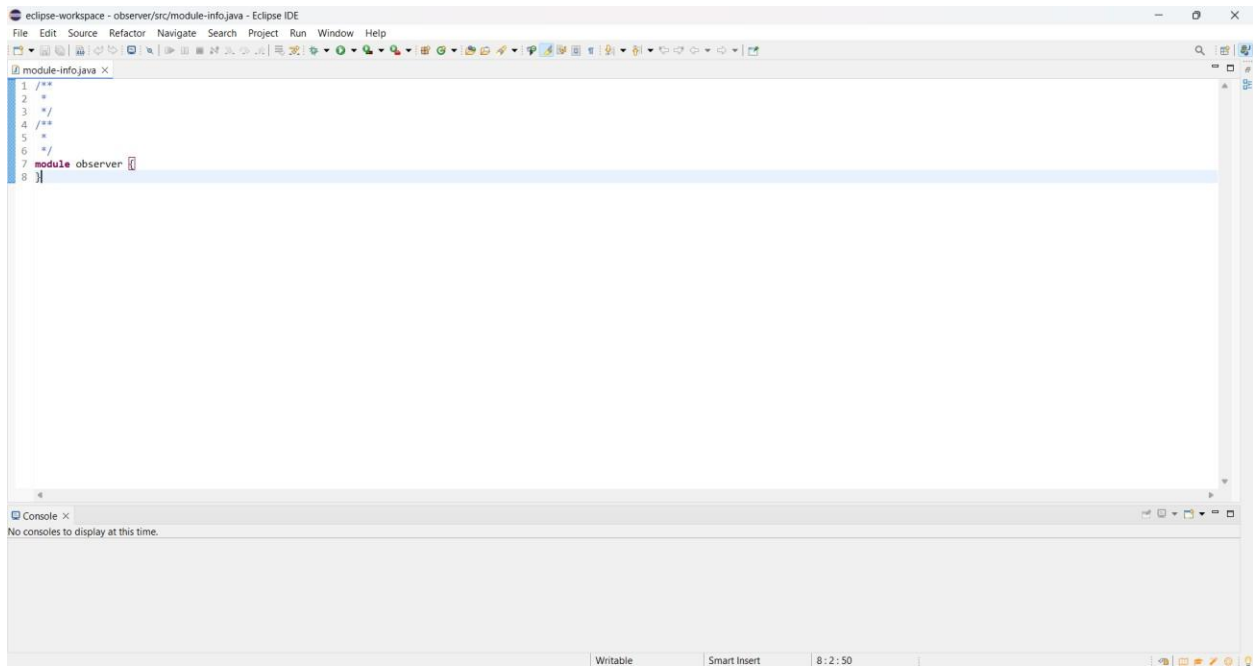 eclipse-workspace - observer/src/module-info.java - Eclipse IDE
File Edit Source Refactor Navigate Search Project Run Window Help
module-info.java
1 /**
2  *
3  */
4 /**
5  *
6  */
7 module observer {
8 }
Console
No consoles to display at this time.
Writable Smart Insert 8 : 2 : 50